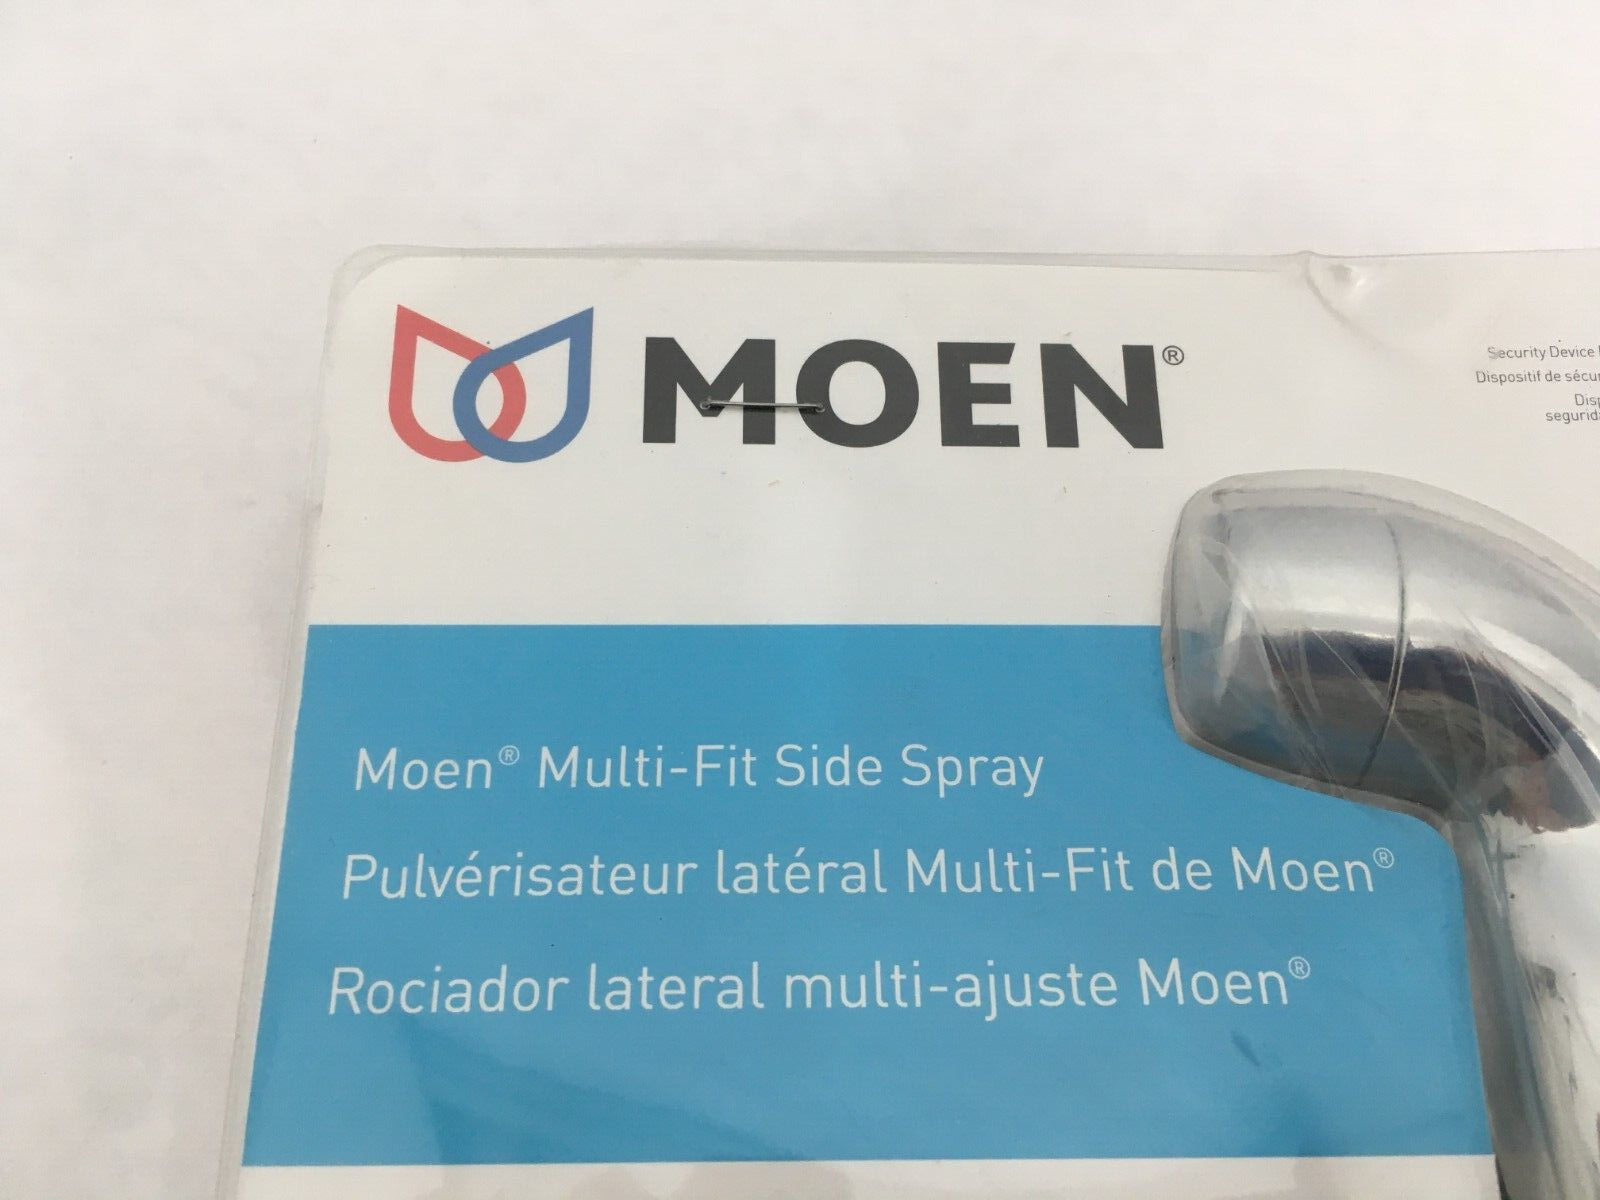 MOEN®
Security Device
Dispositif de
Moen® Multi-Fit Side Spray
Pulvérisateur latéral Multi-Fit de Moen®
Rociador lateral multi-ajuste Moen®